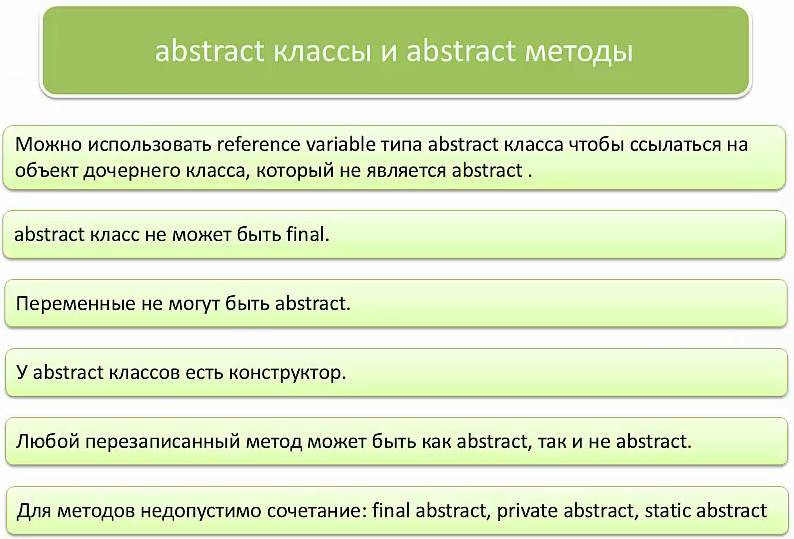 abstract классы и abstract методы
Можно использовать reference variable типа abstract класса чтобы ссылаться на
объект дочернего класса, который не является abstract .
abstract класс не может быть final.
Переменные не могут быть abstract.
У abstract классов есть конструктор.
Любой перезаписанный метод может быть как abstract, так и не abstract.
Для методов недопустимо сочетание: final abstract, private abstract, static abstract